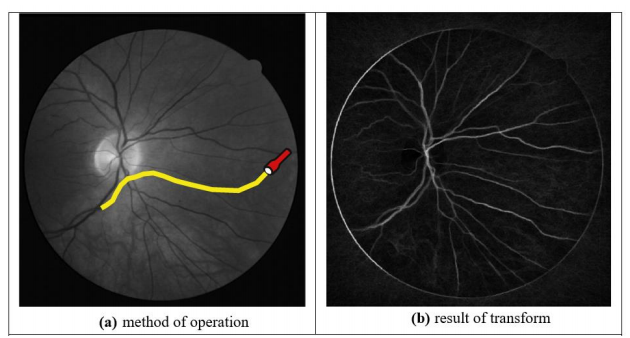 (a) method of operation
(b) result of transform